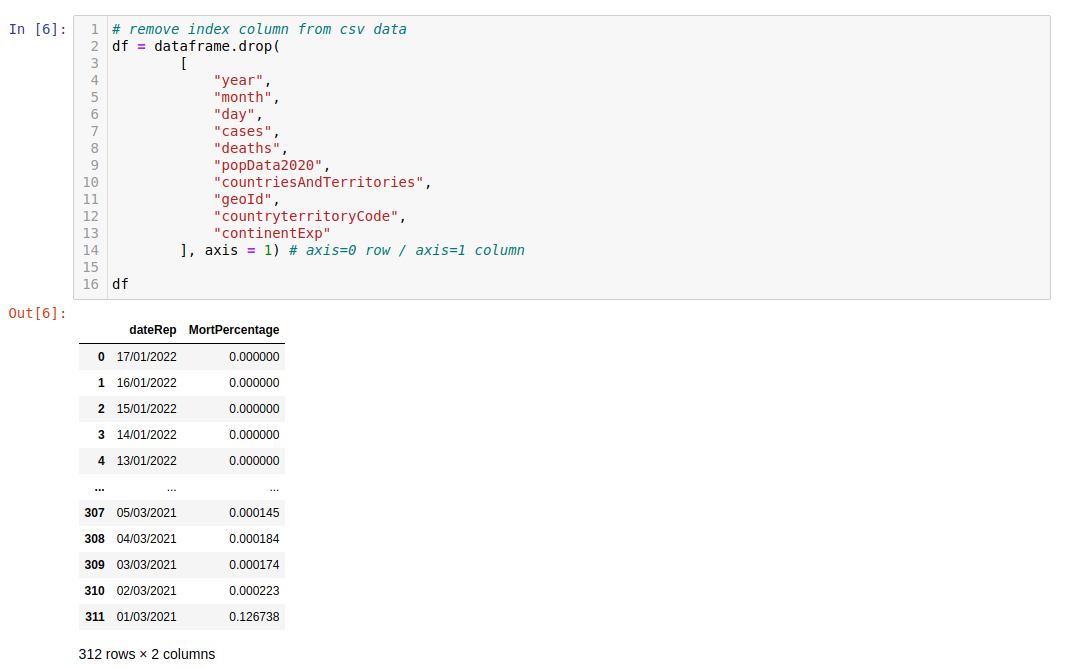 In [6]:
1 # remove index column from csv data
2 df = dataframe.drop(
3         [
4             "year",
5             "month",
6             "day",
7             "cases",
8             "deaths",
9             "popData2020",
10             "countriesAndTerritories",
11             "geoId",
12             "countryterritoryCode",
13             "continentExp"
14         ], axis = 1) # axis=0 row / axis=1 column
15
16 df
Out[6]:
dateRep MortPercentage
0 17/01/2022 0.000000
1 16/01/2022 0.000000
2 15/01/2022 0.000000
3 14/01/2022 0.000000
4 13/01/2022 0.000000
... ... ...
307 05/03/2021 0.000145
308 04/03/2021 0.000184
309 03/03/2021 0.000174
310 02/03/2021 0.000223
311 01/03/2021 0.126738
312 rows × 2 columns